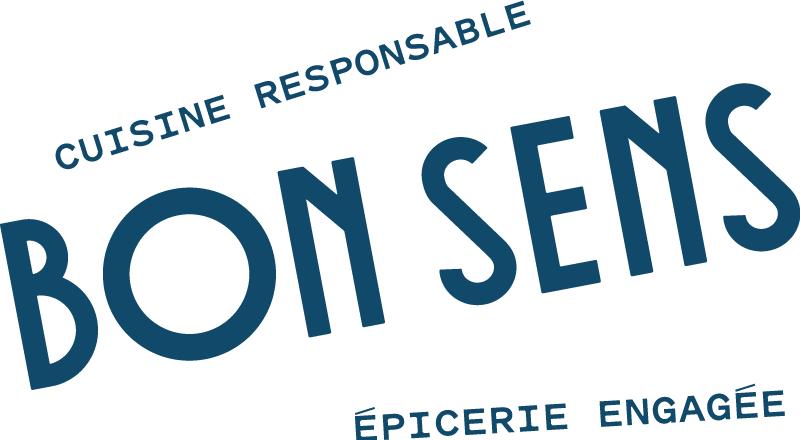 CUISINE RESPONSABLE
BON SENS
ÉPICERIE ENGAGÉE